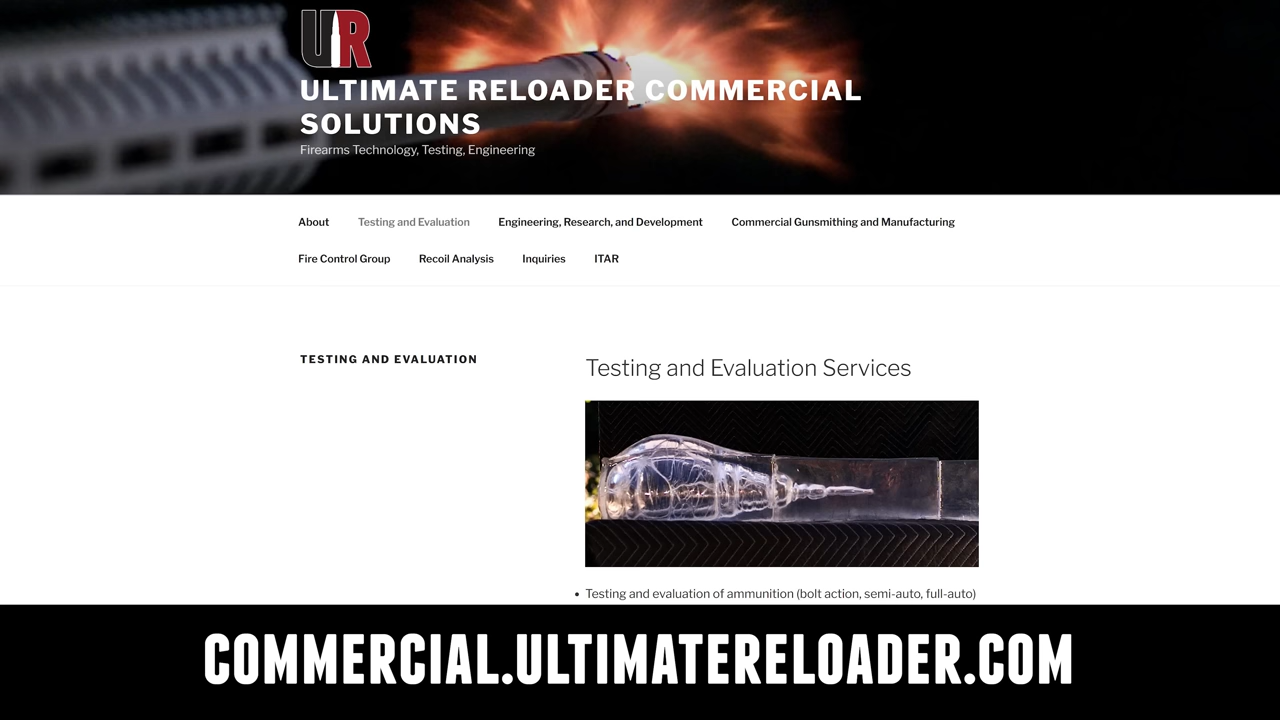 UR
ULTIMATE RELOADER COMMERCIAL
SOLUTIONS
Firearms Technology, Testing, Engineering
About Testing and Evaluation Engineering, Research, and Development Commercial Gunsmithing and Manufacturing
Fire Control Group Recoil Analysis Inquiries ITAR
TESTING AND EVALUATION
Testing and Evaluation Services
• Testing and evaluation of ammunition (bolt action, semi-auto, full-auto)
COMMERCIAL.ULTIMATERELOADER.COM